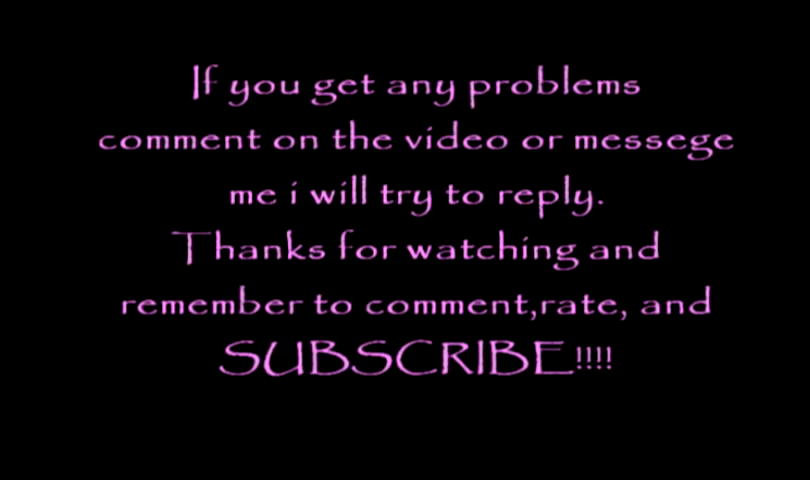 If you get any problems
comment on the video or messege
me i will try to reply.
Thanks for watching and
remember to comment,rate, and
SUBSCRIBE!!!!